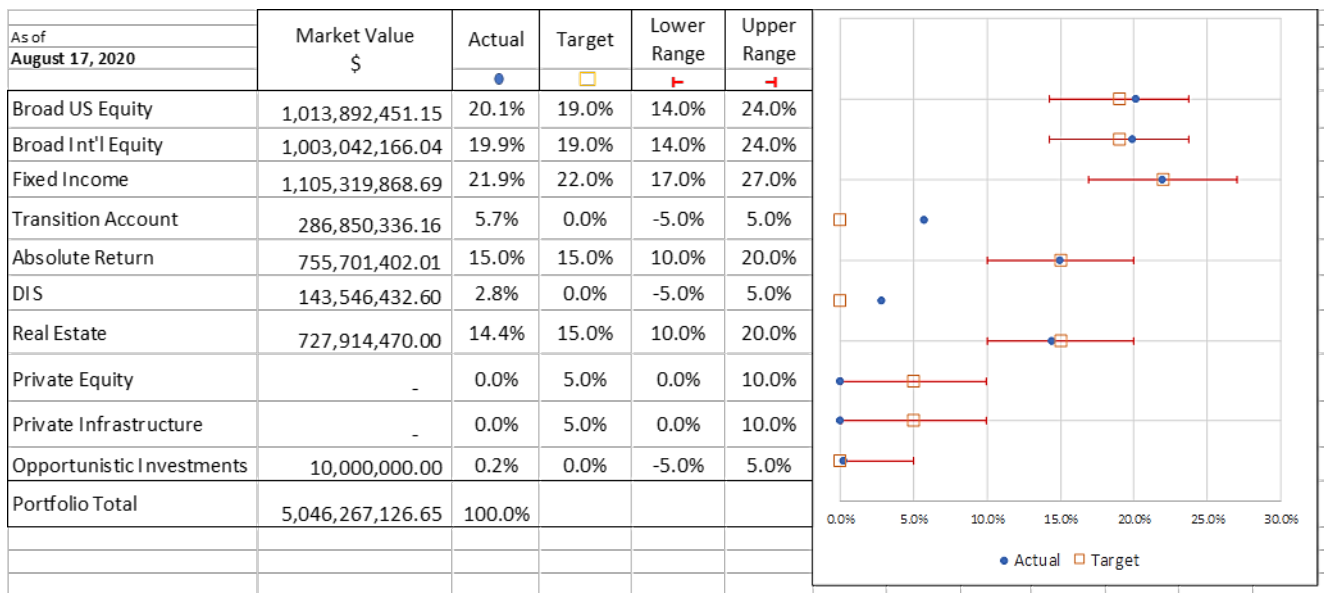 As of
August 17, 2020
Market Value
$
Actual
Target
Lower
Range
Upper
Range
Broad US Equity 1,013,892,451.15 20.1% 19.0% 14.0% 24.0%
Broad Int'l Equity 1,003,042,166.04 19.9% 19.0% 14.0% 24.0%
Fixed Income 1,105,319,868.69 21.9% 22.0% 17.0% 27.0%
Transition Account 286,850,336.16 5.7% 0.0% -5.0% 5.0%
Absolute Return 755,701,402.01 15.0% 15.0% 10.0% 20.0%
DIS 143,546,432.60 2.8% 0.0% -5.0% 5.0%
Real Estate 727,914,470.00 14.4% 15.0% 10.0% 20.0%
Private Equity - 0.0% 5.0% 0.0% 10.0%
Private Infrastructure - 0.0% 5.0% 0.0% 10.0%
Opportunistic Investments 10,000,000.00 0.2% 0.0% -5.0% 5.0%
Portfolio Total 5,046,267,126.65 100.0%
0.0% 5.0% 10.0% 15.0% 20.0% 25.0% 30.0%
Actual Target